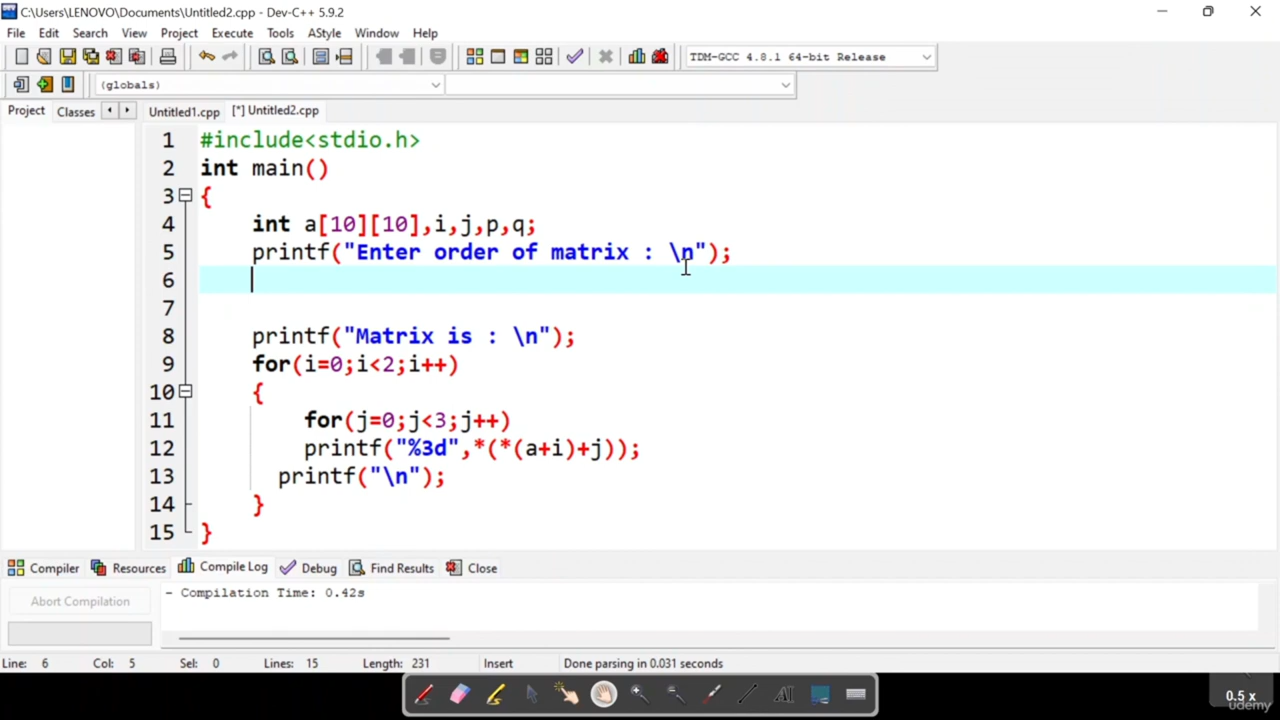 C:\Users\LENOVO\Documents\Untitled2.cpp - Dev-C++ 5.9.2
File Edit Search View Project Execute Tools AStyle Window Help
TDM-GCC 4.8.1 64-bit Release
(globals)
Project Classes Untitled1.cpp [*] Untitled2.cpp
1 #include<stdio.h>
2 int main()
3 {
4 int a[10][10],i,j,p,q;
5 printf("Enter order of matrix : \n");
6
7
8 printf("Matrix is : \n");
9 for(i=0;i<2;i++)
10 {
11 for(j=0;j<3;j++)
12 printf("%3d",*(*(a+i)+j));
13 printf("\n");
14 }
15 }
Compiler Resources Compile Log Debug Find Results Close
Abort Compilation
- Compilation Time: 0.42s
Line: 6 Col: 5 Sel: 0 Lines: 15 Length: 231 Insert Done parsing in 0.031 seconds
AI
0.5 x
udemy